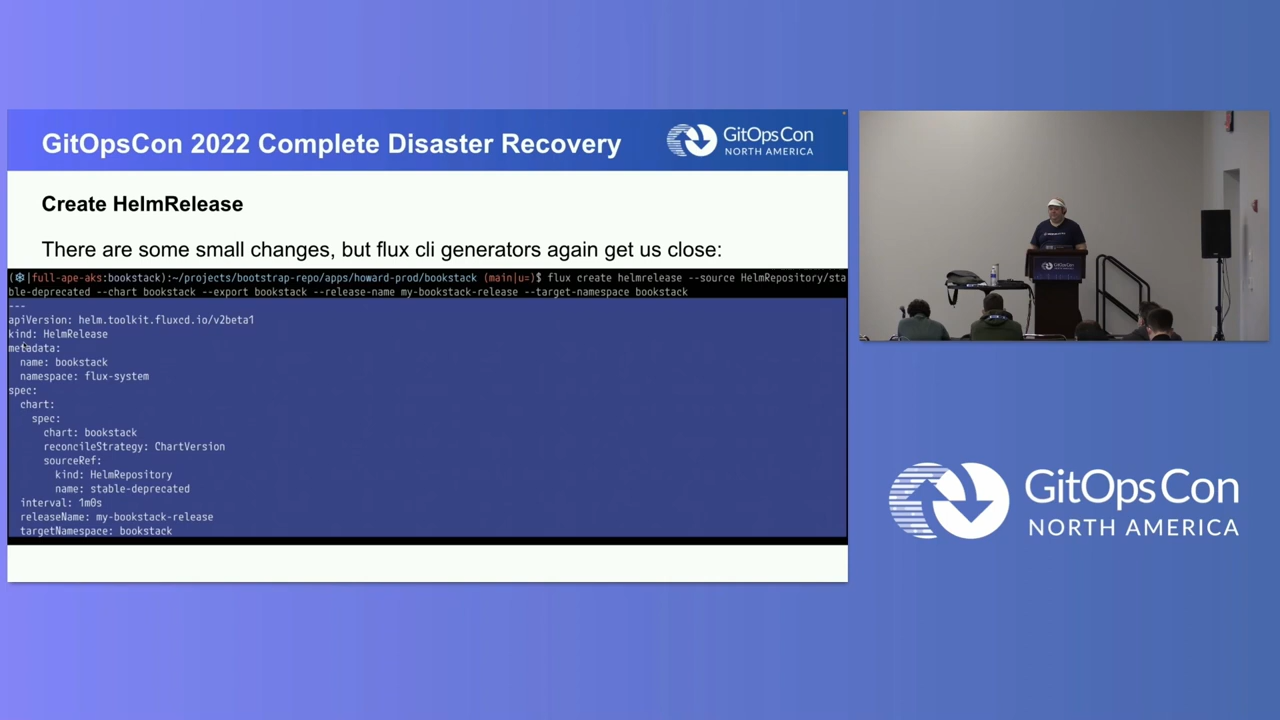 GitOpsCon 2022 Complete Disaster Recovery
GitOpsCon
NORTH AMERICA
Create HelmRelease
There are some small changes, but flux cli generators again get us close:
(❄|full-ape-aks:bookstack):~/projects/bootstrap-repo/apps/howard-prod/bookstack (main|u=)$ flux create helmrelease --source HelmRepository/sta
ble-deprecated --chart bookstack --export bookstack --release-name my-bookstack-release --target-namespace bookstack
---
apiVersion: helm.toolkit.fluxcd.io/v2beta1
kind: HelmRelease
metadata:
  name: bookstack
  namespace: flux-system
spec:
  chart:
    spec:
      chart: bookstack
      reconcileStrategy: ChartVersion
      sourceRef:
        kind: HelmRepository
        name: stable-deprecated
  interval: 1m0s
  releaseName: my-bookstack-release
  targetNamespace: bookstack
GitOpsCon
NORTH AMERICA